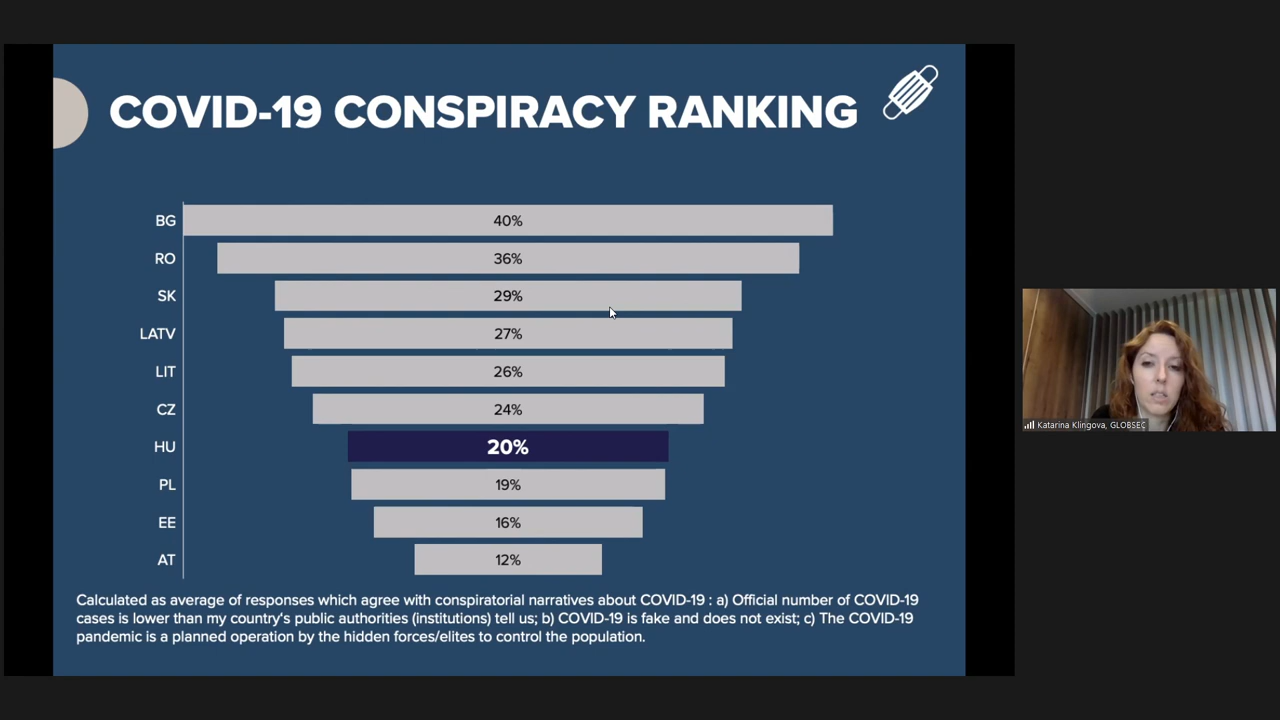 COVID-19 CONSPIRACY RANKING
BG 40%
RO 36%
SK 29%
LATV 27%
LIT 26%
CZ 24%
HU 20%
PL 19%
EE 16%
AT 12%
Calculated as average of responses which agree with conspiratorial narratives about COVID-19 : a) Official number of COVID-19
cases is lower than my country's public authorities (institutions) tell us; b) COVID-19 is fake and does not exist; c) The COVID-19
pandemic is a planned operation by the hidden forces/elites to control the population.
Katarina Klingova, GLOBSEC